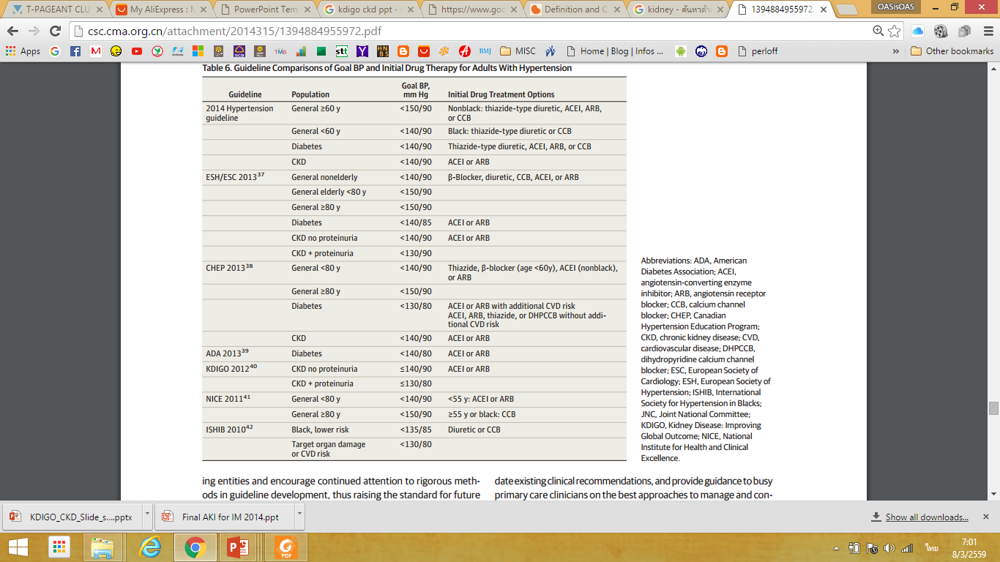 T-PAGEANT CLU
My AliExpress : M
PowerPoint Tem
kdigo ckd ppt -
https://www.goo
Definition and C
kidney - ค้นหาด้ว
1394884955972.
OASisOAS
csc.cma.org.cn/attachment/2014315/1394884955972.pdf
Apps
TMB
stt
BMJ
MISC
Home | Blog | Infos ...
perloff
»
Other bookmarks
Table 6. Guideline Comparisons of Goal BP and Initial Drug Therapy for Adults With Hypertension
Goal BP,
Guideline Population mm Hg Initial Drug Treatment Options
2014 Hypertension General ≥60 y <150/90 Nonblack: thiazide-type diuretic, ACEI, ARB,
guideline or CCB
General <60 y <140/90 Black: thiazide-type diuretic or CCB
Diabetes <140/90 Thiazide-type diuretic, ACEI, ARB, or CCB
CKD <140/90 ACEI or ARB
ESH/ESC 2013³⁷ General nonelderly <140/90 β-Blocker, diuretic, CCB, ACEI, or ARB
General elderly <80 y <150/90
General ≥80 y <150/90
Diabetes <140/85 ACEI or ARB
CKD no proteinuria <140/90 ACEI or ARB
CKD + proteinuria <130/90
CHEP 2013³⁸ General <80 y <140/90 Thiazide, β-blocker (age <60y), ACEI (nonblack),
or ARB
General ≥80 y <150/90
Diabetes <130/80 ACEI or ARB with additional CVD risk
ACEI, ARB, thiazide, or DHPCCB without addi-
tional CVD risk
CKD <140/90 ACEI or ARB
ADA 2013³⁹ Diabetes <140/80 ACEI or ARB
KDIGO 2012⁴⁰ CKD no proteinuria ≤140/90 ACEI or ARB
CKD + proteinuria ≤130/80
NICE 2011⁴¹ General <80 y <140/90 <55 y: ACEI or ARB
General ≥80 y <150/90 ≥55 y or black: CCB
ISHIB 2010⁴² Black, lower risk <135/85 Diuretic or CCB
Target organ damage <130/80
or CVD risk
Abbreviations: ADA, American
Diabetes Association; ACEI,
angiotensin-converting enzyme
inhibitor; ARB, angiotensin receptor
blocker; CCB, calcium channel
blocker; CHEP, Canadian
Hypertension Education Program;
CKD, chronic kidney disease; CVD,
cardiovascular disease; DHPCCB,
dihydropyridine calcium channel
blocker; ESC, European Society of
Cardiology; ESH, European Society of
Hypertension; ISHIB, International
Society for Hypertension in Blacks;
JNC, Joint National Committee;
KDIGO, Kidney Disease: Improving
Global Outcome; NICE, National
Institute for Health and Clinical
Excellence.
ing entities and encourage continued attention to rigorous meth-
ods in guideline development, thus raising the standard for future
date existing clinical recommendations, and provide guidance to busy
primary care clinicians on the best approaches to manage and con-
KDIGO_CKD_Slide_s....pptx
Final AKI for IM 2014.ppt
Show all downloads...
PDF
ไทย
7:01
8/3/2559